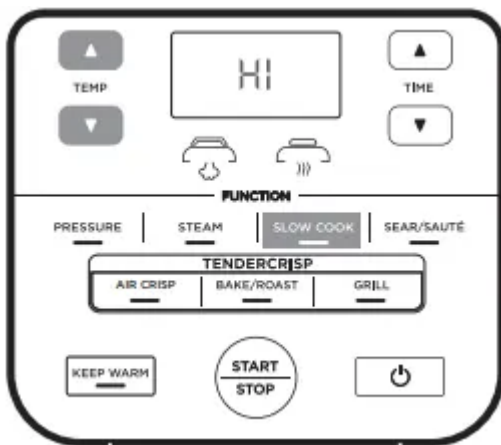 HI
TEMP
TIME
FUNCTION
PRESSURE STEAM SLOW COOK SEAR/SAUTÉ
TENDERCRISP
AIR CRISP BAKE/ROAST GRILL
KEEP WARM
START
STOP